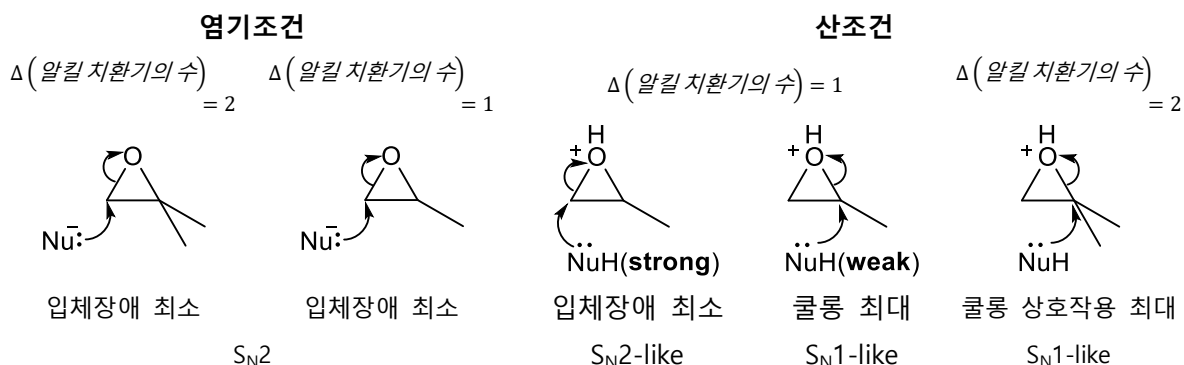 염기조건
산조건
Δ(알킬 치환기의 수) = 2
Δ(알킬 치환기의 수) = 1
Δ(알킬 치환기의 수) = 1
Δ(알킬 치환기의 수) = 2
O
O
H
+ O
H
+ O
H
+ O
Nu:⁻
Nu:⁻
NuH(strong)
NuH(weak)
NuH
입체장애 최소
입체장애 최소
입체장애 최소
쿨롱 최대
쿨롱 상호작용 최대
S_N2
S_N2-like
S_N1-like
S_N1-like